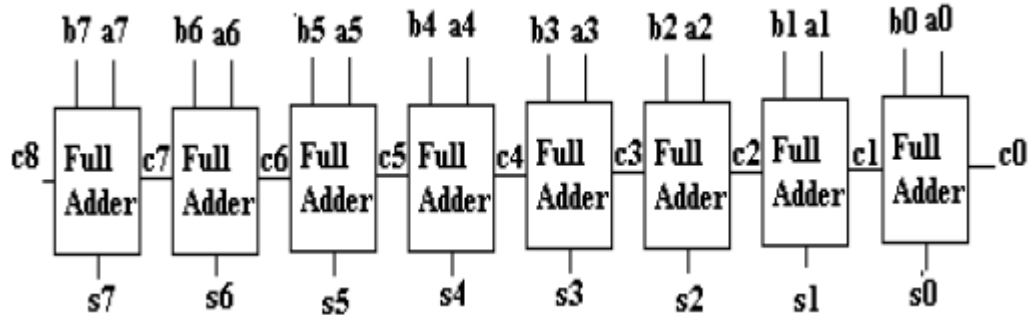 b7 a7 b6 a6 b5 a5 b4 a4 b3 a3 b2 a2 b1 a1 b0 a0
c8 Full c7 Full c6 Full c5 Full c4 Full c3 Full c2 Full c1 Full c0
Adder Adder Adder Adder Adder Adder Adder Adder
s7 s6 s5 s4 s3 s2 s1 s0